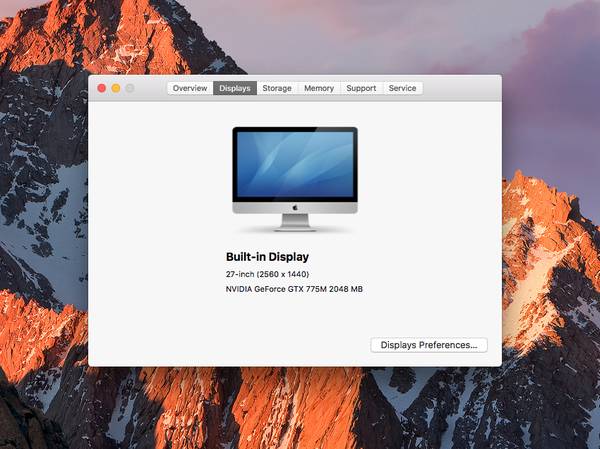 Overview Displays Storage Memory Support Service
Built-in Display
27-inch (2560 x 1440)
NVIDIA GeForce GTX 775M 2048 MB
Displays Preferences...